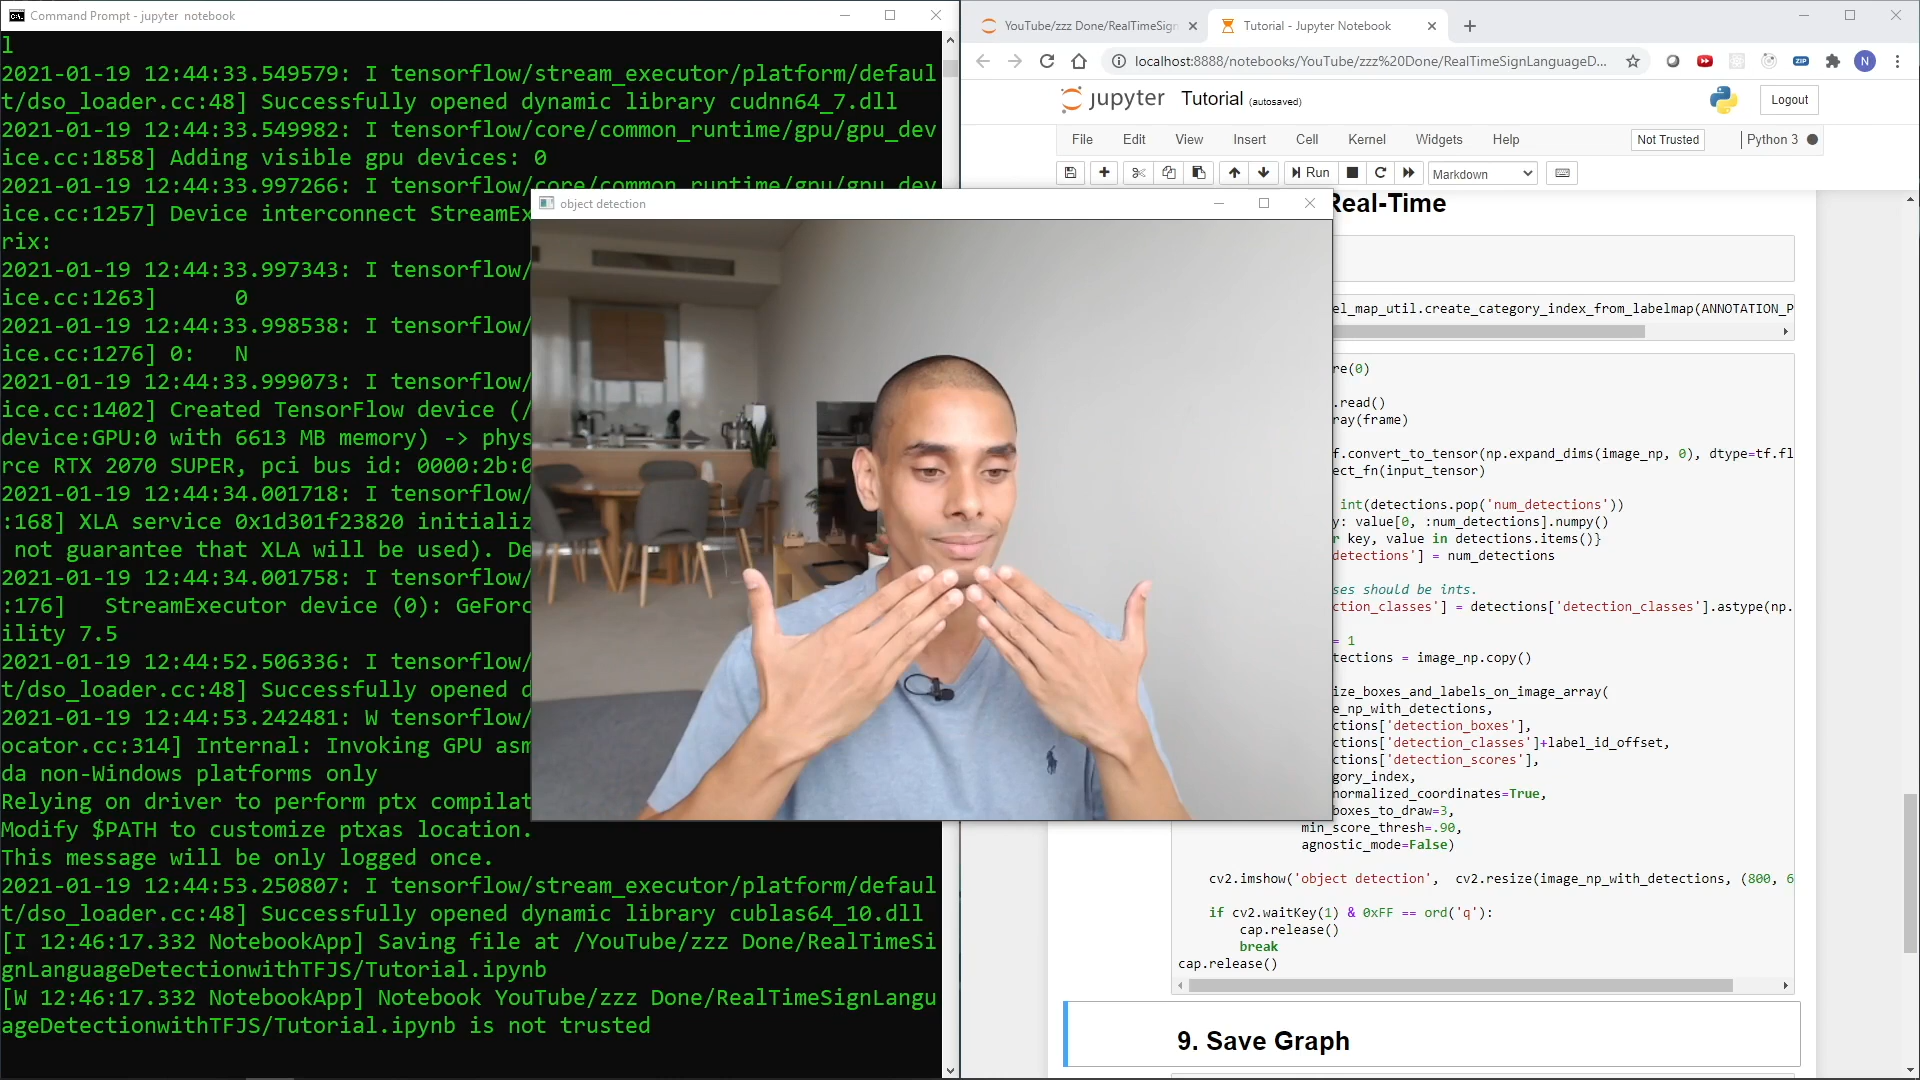 Command Prompt - jupyter notebook
l
2021-01-19 12:44:33.549579: I tensorflow/stream_executor/platform/defaul
t/dso_loader.cc:48] Successfully opened dynamic library cudnn64_7.dll
2021-01-19 12:44:33.549982: I tensorflow/core/common_runtime/gpu/gpu_dev
ice.cc:1858] Adding visible gpu devices: 0
2021-01-19 12:44:33.997266: I tensorflow/core/common_runtime/gpu/gpu_dev
ice.cc:1257] Device interconnect StreamEx
rix:
2021-01-19 12:44:33.997343: I tensorflow/
ice.cc:1263]      0
2021-01-19 12:44:33.998538: I tensorflow/
ice.cc:1276] 0:   N
2021-01-19 12:44:33.999073: I tensorflow/
ice.cc:1402] Created TensorFlow device (/
device:GPU:0 with 6613 MB memory) -> phys
rce RTX 2070 SUPER, pci bus id: 0000:2b:0
2021-01-19 12:44:34.001718: I tensorflow/
:168] XLA service 0x1d301f23820 initializ
not guarantee that XLA will be used). De
2021-01-19 12:44:34.001758: I tensorflow/
:176]   StreamExecutor device (0): GeForc
ility 7.5
2021-01-19 12:44:52.506336: I tensorflow/
t/dso_loader.cc:48] Successfully opened d
2021-01-19 12:44:53.242481: W tensorflow/
ocator.cc:314] Internal: Invoking GPU asm
da non-Windows platforms only
Relying on driver to perform ptx compilat
Modify $PATH to customize ptxas location.
This message will be only logged once.
2021-01-19 12:44:53.250807: I tensorflow/stream_executor/platform/defaul
t/dso_loader.cc:48] Successfully opened dynamic library cublas64_10.dll
[I 12:46:17.332 NotebookApp] Saving file at /YouTube/zzz Done/RealTimeSi
gnLanguageDetectionwithTFJS/Tutorial.ipynb
[W 12:46:17.332 NotebookApp] Notebook YouTube/zzz Done/RealTimeSignLangu
ageDetectionwithTFJS/Tutorial.ipynb is not trusted
object detection
YouTube/zzz Done/RealTimeSign
Tutorial - Jupyter Notebook
localhost:8888/notebooks/YouTube/zzz%20Done/RealTimeSignLanguageD...
ZIP
N
jupyter Tutorial (autosaved)
Logout
File Edit View Insert Cell Kernel Widgets Help
Not Trusted
Python 3
Run
Markdown
Real-Time
el_map_util.create_category_index_from_labelmap(ANNOTATION_P
re(0)
.read()
ray(frame)
f.convert_to_tensor(np.expand_dims(image_np, 0), dtype=tf.fl
ect_fn(input_tensor)
int(detections.pop('num_detections'))
y: value[0, :num_detections].numpy()
r key, value in detections.items()}
detections'] = num_detections
ses should be ints.
ction_classes'] = detections['detection_classes'].astype(np.
= 1
tections = image_np.copy()
ize_boxes_and_labels_on_image_array(
e_np_with_detections,
ctions['detection_boxes'],
ctions['detection_classes']+label_id_offset,
ctions['detection_scores'],
gory_index,
normalized_coordinates=True,
boxes_to_draw=3,
min_score_thresh=.90,
agnostic_mode=False)
cv2.imshow('object detection',  cv2.resize(image_np_with_detections, (800, 6
if cv2.waitKey(1) & 0xFF == ord('q'):
cap.release()
break
cap.release()
9. Save Graph